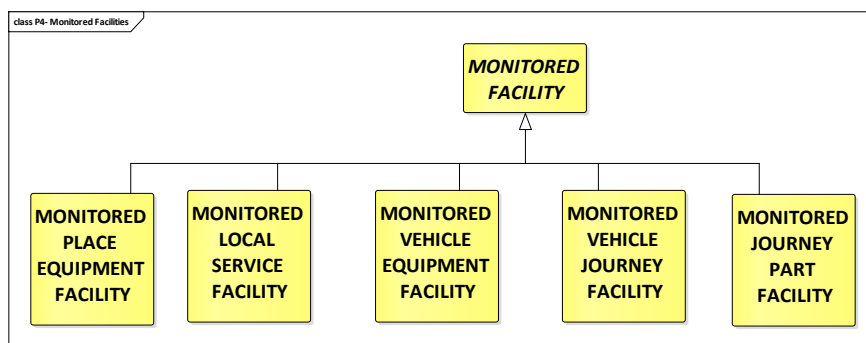 class P4- Monitored Facilities
MONITORED
FACILITY
MONITORED
PLACE
EQUIPMENT
FACILITY
MONITORED
LOCAL
SERVICE
FACILITY
MONITORED
VEHICLE
EQUIPMENT
FACILITY
MONITORED
VEHICLE
JOURNEY
FACILITY
MONITORED
JOURNEY
PART
FACILITY